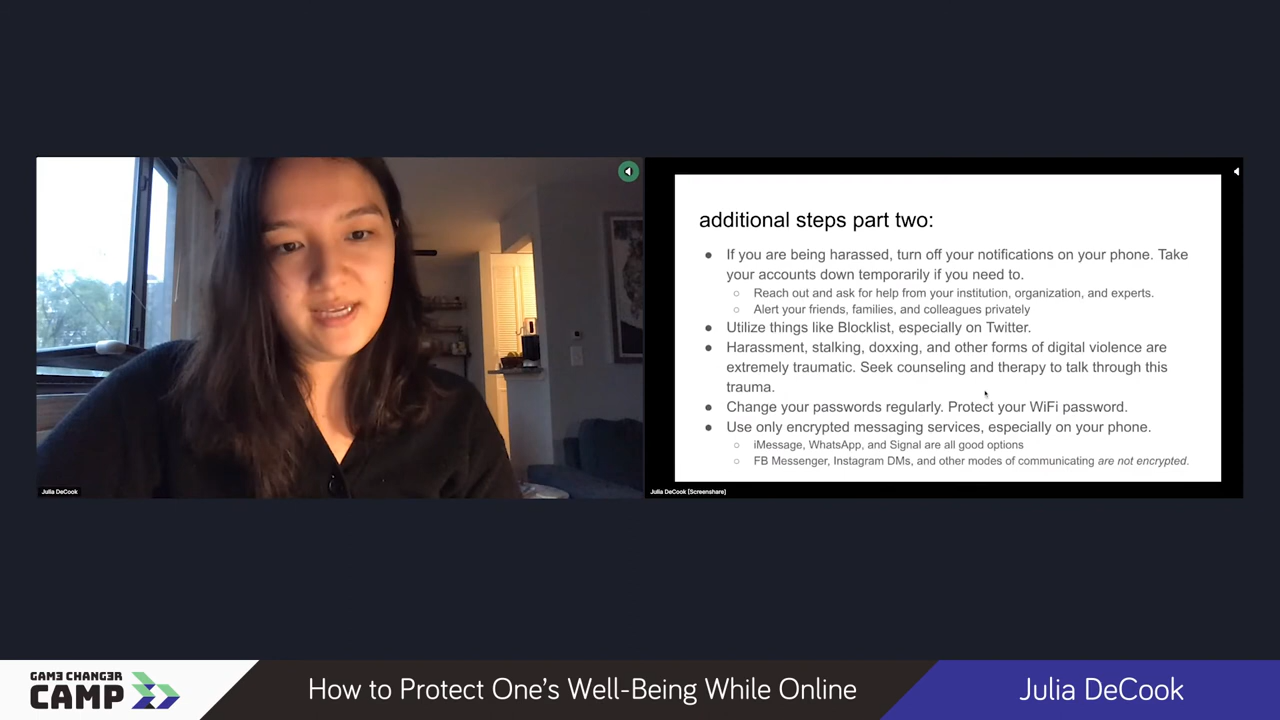 additional steps part two:
● If you are being harassed, turn off your notifications on your phone. Take
your accounts down temporarily if you need to.
○ Reach out and ask for help from your institution, organization, and experts.
○ Alert your friends, families, and colleagues privately
● Utilize things like Blocklist, especially on Twitter.
● Harassment, stalking, doxxing, and other forms of digital violence are
extremely traumatic. Seek counseling and therapy to talk through this
trauma.
● Change your passwords regularly. Protect your WiFi password.
● Use only encrypted messaging services, especially on your phone.
○ iMessage, WhatsApp, and Signal are all good options
○ FB Messenger, Instagram DMs, and other modes of communicating are not encrypted.
Julia DeCook
Julia DeCook (Screenshare)
GAME CHANGER
CAMP
How to Protect One's Well-Being While Online
Julia DeCook